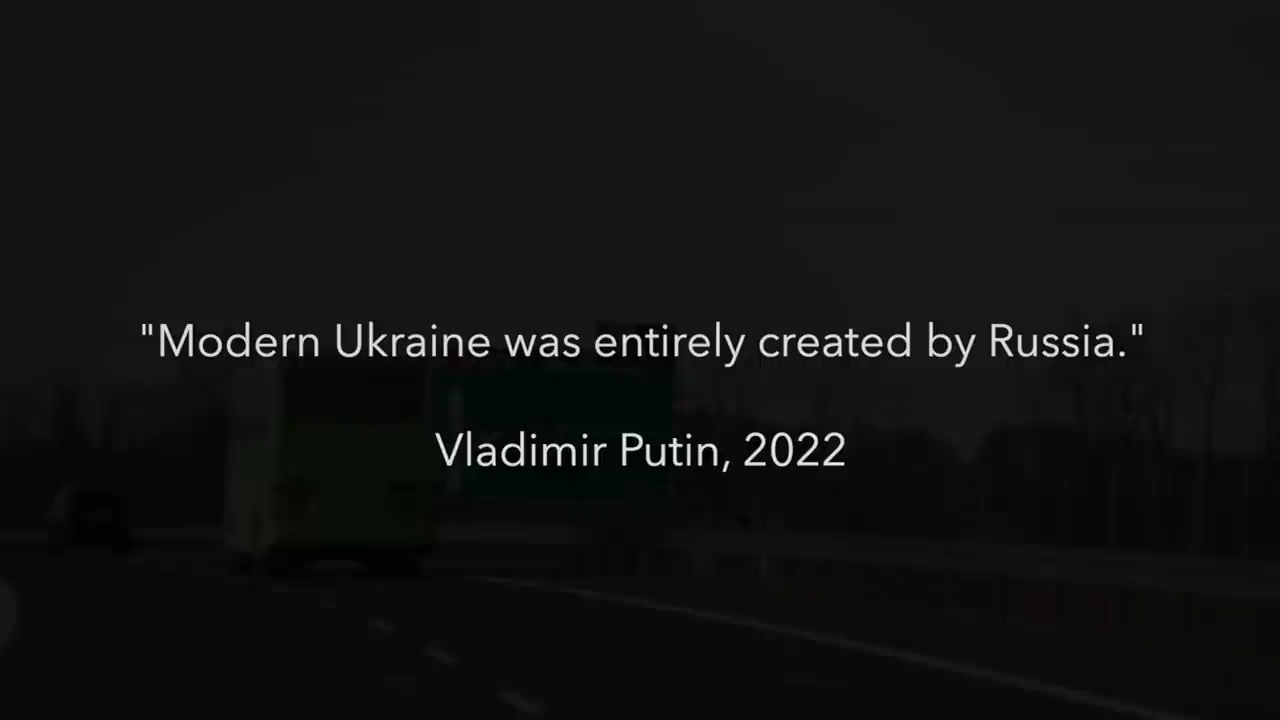 "Modern Ukraine was entirely created by Russia."
Vladimir Putin, 2022